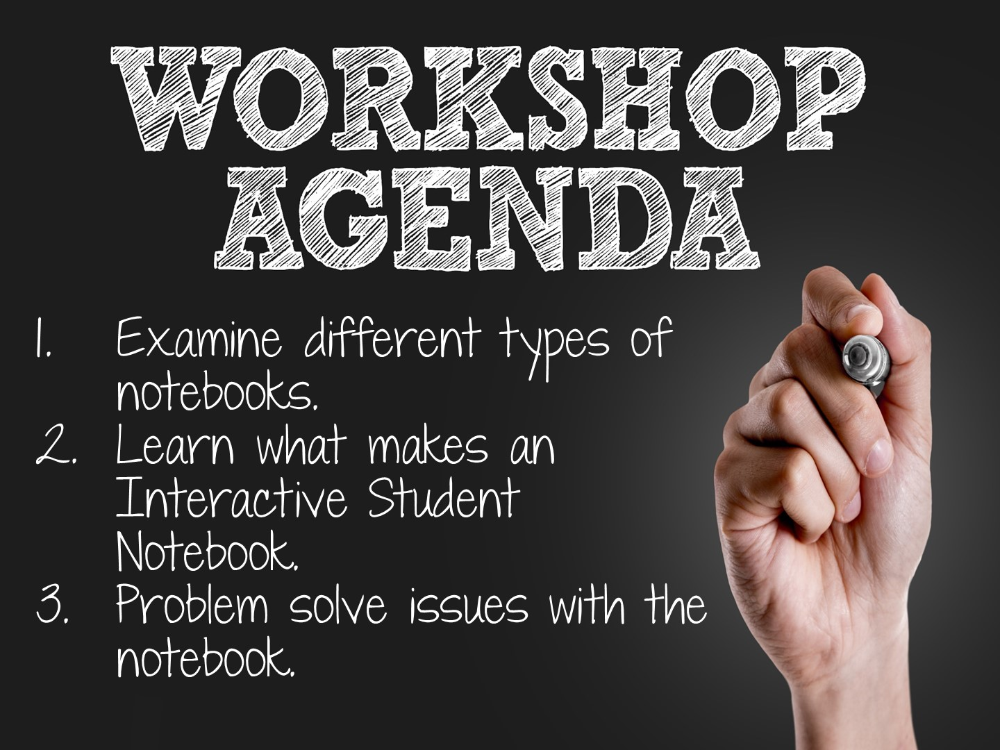 WORKSHOP
AGENDA
1. Examine different types of
notebooks.
2. Learn what makes an
Interactive Student
Notebook.
3. Problem solve issues with the
notebook.